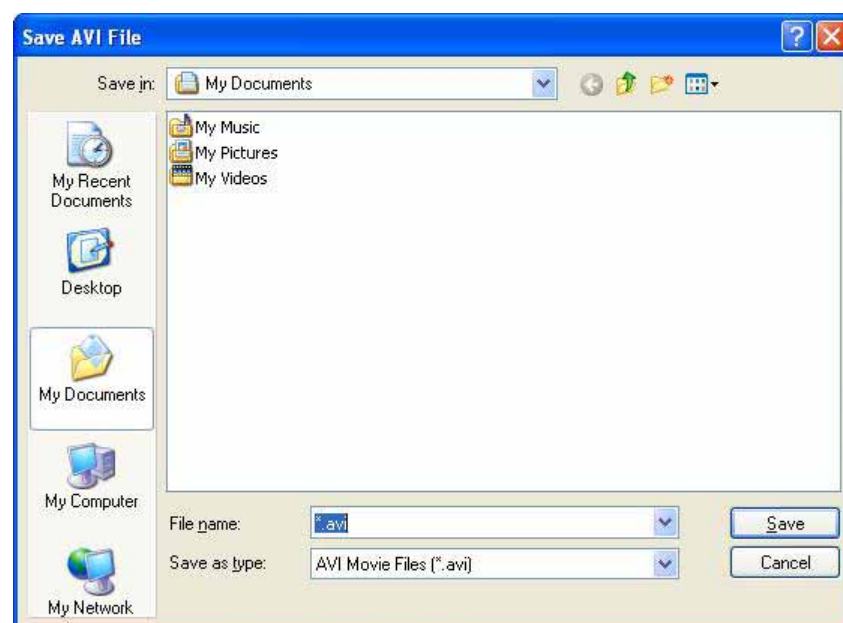 Save AVI File
Save in:
My Documents
My Recent
Documents
Desktop
My Documents
My Computer
My Network
My Music
My Pictures
My Videos
File name:
*.avi
Save
Save as type:
AVI Movie Files (*.avi)
Cancel